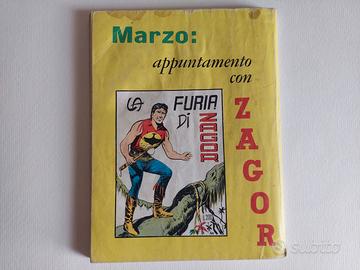 Marzo:
appuntamento
con
ZAGOR
LA FURIA
DI
ZAGOR
subito